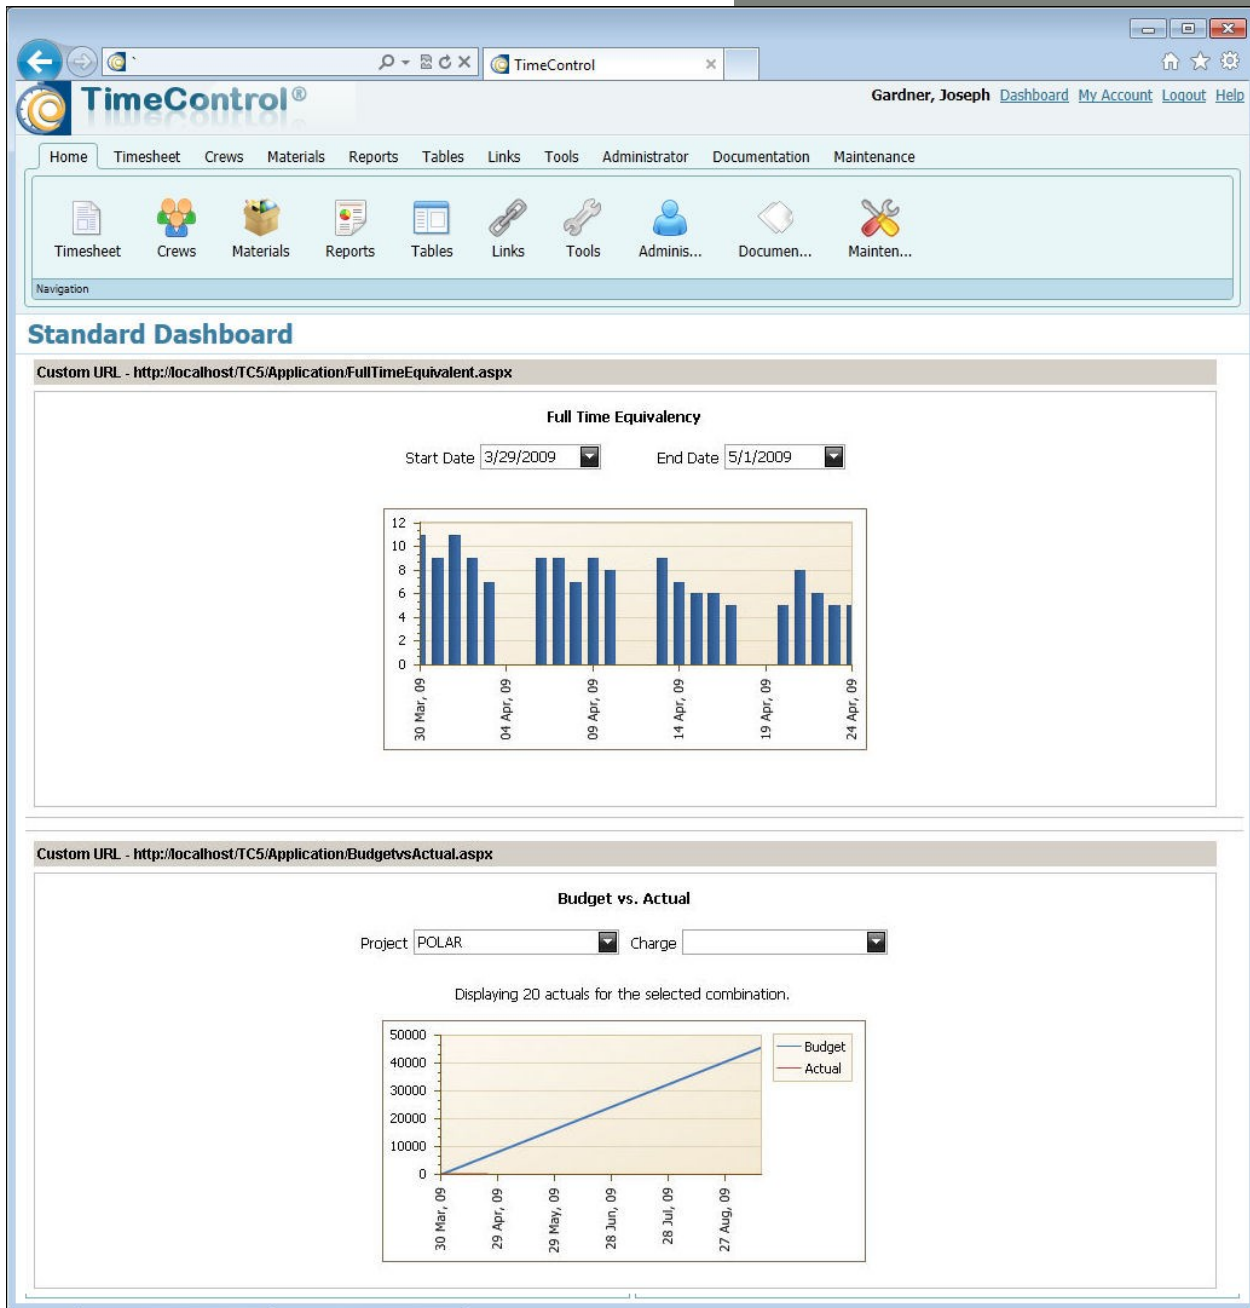 TimeControl
TimeControl®
Gardner, Joseph Dashboard My Account Logout Help
Home Timesheet Crews Materials Reports Tables Links Tools Administrator Documentation Maintenance
Timesheet Crews Materials Reports Tables Links Tools Adminis... Documen... Mainten...
Navigation
Standard Dashboard
Custom URL - http://localhost/TC5/Application/FullTimeEquivalent.aspx
Full Time Equivalency
Start Date 3/29/2009 End Date 5/1/2009
12
10
8
6
4
2
0
30 Mar, 09
04 Apr, 09
09 Apr, 09
14 Apr, 09
19 Apr, 09
24 Apr, 09
Custom URL - http://localhost/TC5/Application/BudgetvsActual.aspx
Budget vs. Actual
Project POLAR Charge
Displaying 20 actuals for the selected combination.
50000
40000
30000
20000
10000
0
30 Mar, 09
29 Apr, 09
29 May, 09
28 Jun, 09
28 Jul, 09
27 Aug, 09
Budget
Actual